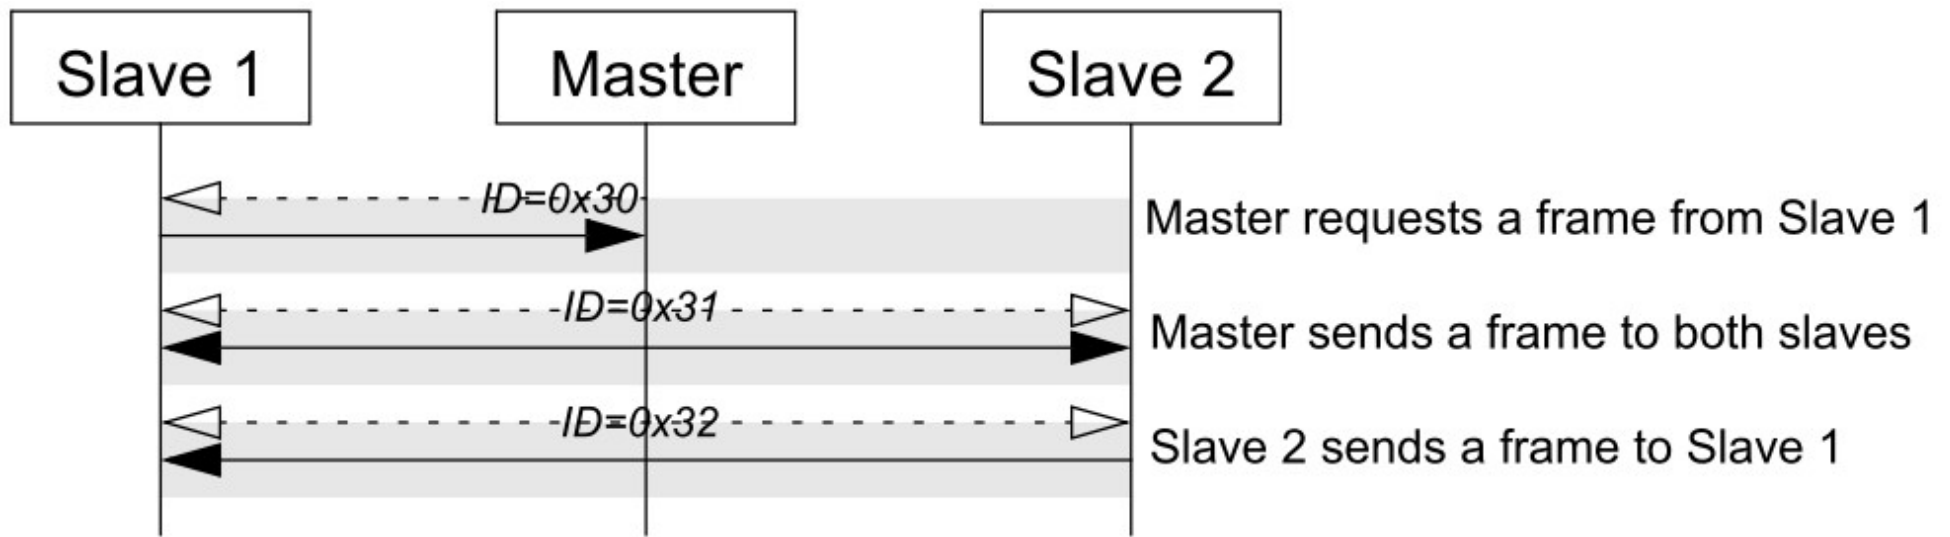 Slave 1
Master
Slave 2
ID=0x30
Master requests a frame from Slave 1
ID=0x31
Master sends a frame to both slaves
ID=0x32
Slave 2 sends a frame to Slave 1